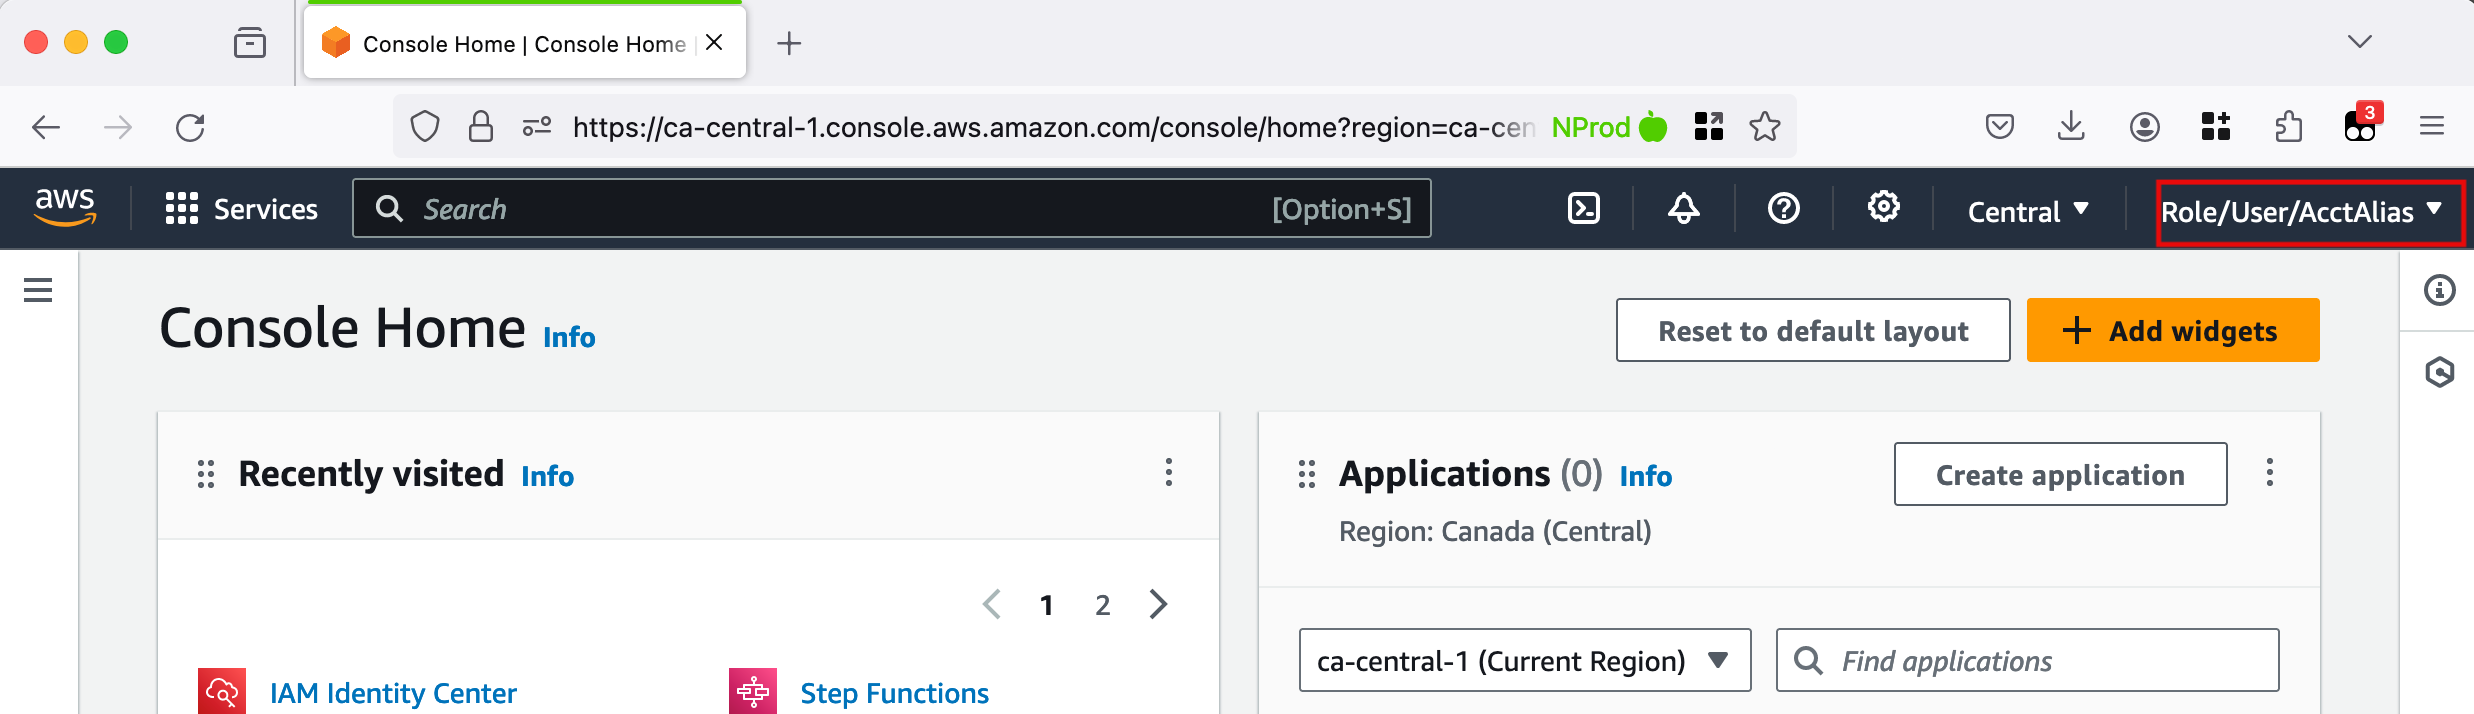 Console Home | Console Home
https://ca-central-1.console.aws.amazon.com/console/home?region=ca-cen NProd 3
aws Services Search [Option+S] Central Role/User/AcctAlias
Console Home Info Reset to default layout Add widgets
Recently visited Info
Applications (0) Info Create application
Region: Canada (Central)
1 2
ca-central-1 (Current Region) Find applications
IAM Identity Center Step Functions